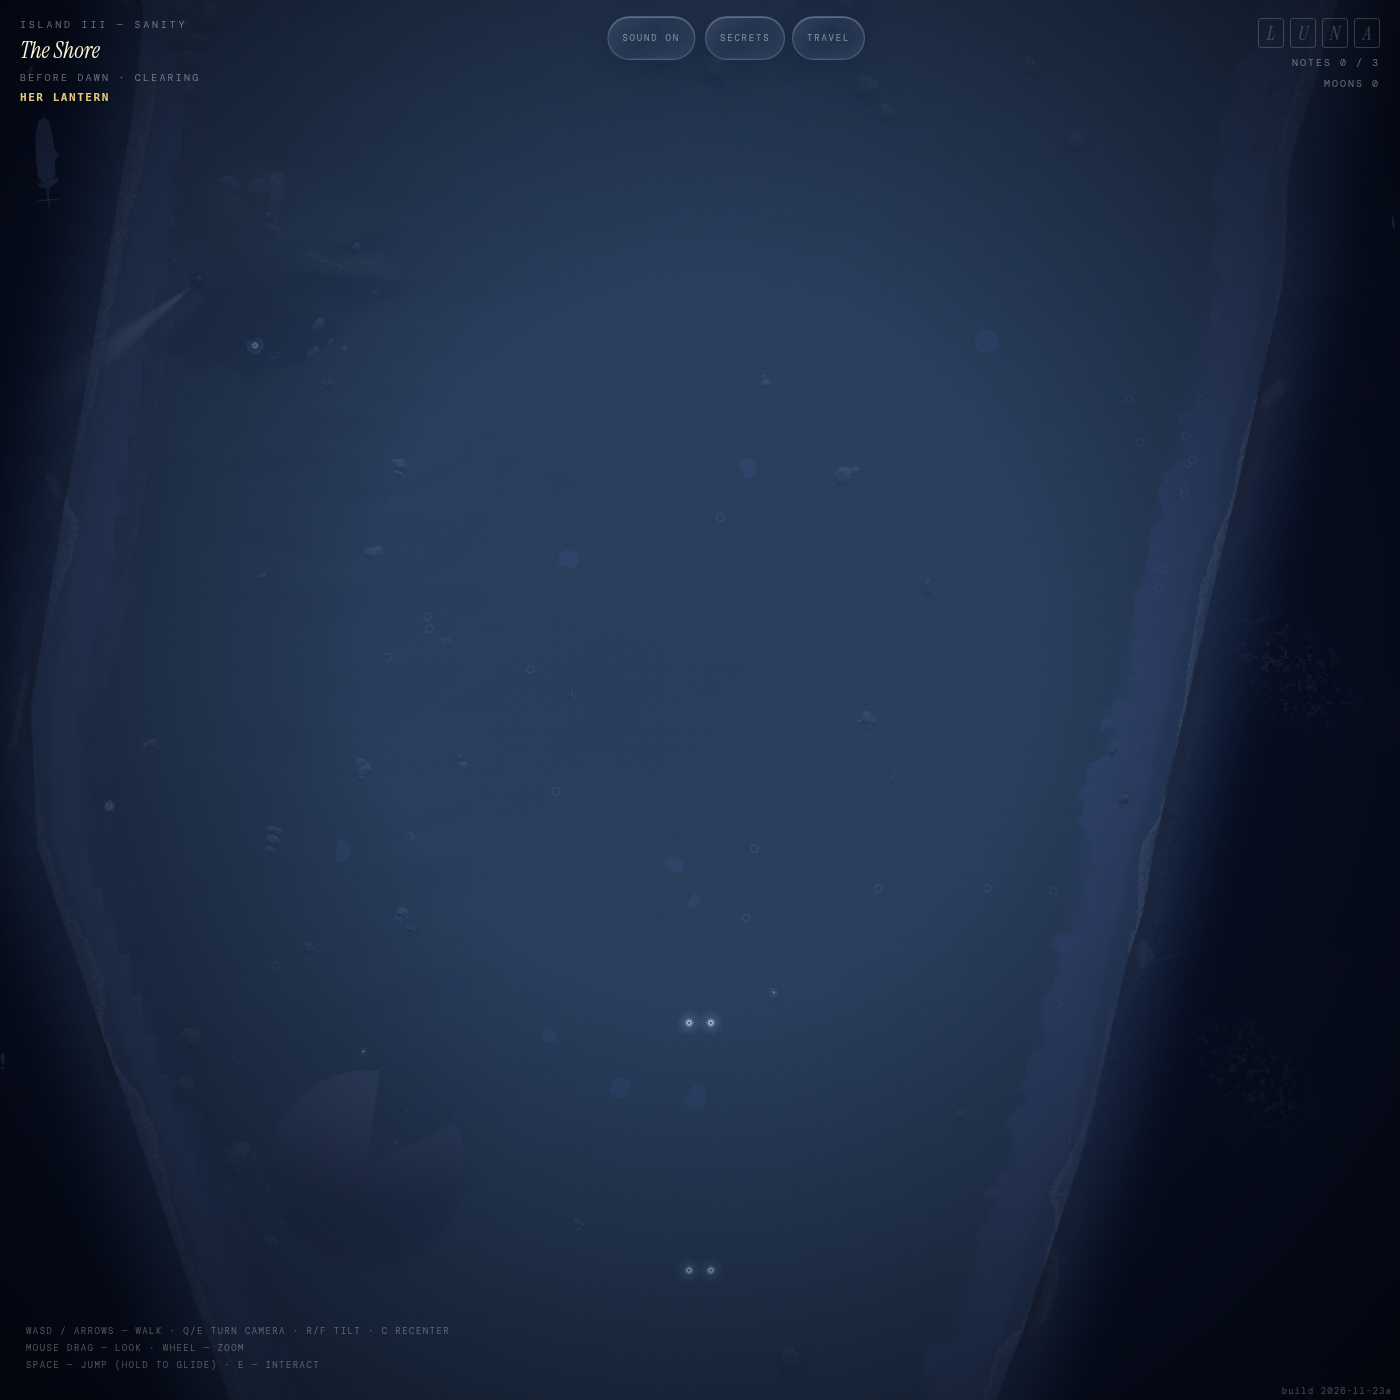 ISLAND III — SANITY
The Shore
BEFORE DAWN · CLEARING
HER LANTERN
SOUND ON
SECRETS
TRAVEL
L U N A
NOTES 0 / 3
MOONS 0
WASD / ARROWS — WALK · Q/E TURN CAMERA · R/F TILT · C RECENTER
MOUSE DRAG — LOOK · WHEEL — ZOOM
SPACE — JUMP (HOLD TO GLIDE) · E — INTERACT
build 2026-11-23a